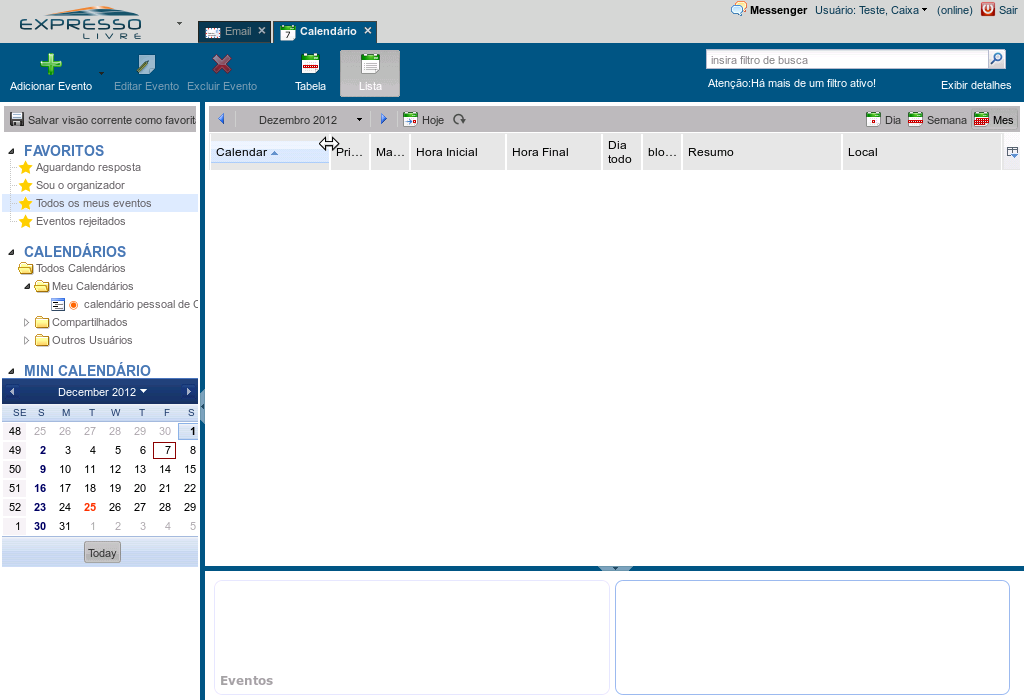 EXPRESSO
LIVRE
Email
7 Calendário
Messenger
Usuário: Teste, Caixa
(online)
Sair
Adicionar Evento
Editar Evento
Excluir Evento
Tabela
Lista
insira filtro de busca
Atenção:Há mais de um filtro ativo!
Exibir detalhes
Salvar visão corrente como favorit
Dezembro 2012
Hoje
Dia
Semana
Mes
FAVORITOS
Aguardando resposta
Sou o organizador
Todos os meus eventos
Eventos rejeitados
CALENDÁRIOS
Todos Calendários
Meu Calendários
calendário pessoal de C
Compartilhados
Outros Usuários
MINI CALENDÁRIO
December 2012
SE S M T W T F S
48 25 26 27 28 29 30 1
49 2 3 4 5 6 7 8
50 9 10 11 12 13 14 15
51 16 17 18 19 20 21 22
52 23 24 25 26 27 28 29
1 30 31 1 2 3 4 5
Today
Calendar
Pri...
Ma...
Hora Inicial
Hora Final
Dia
todo
blo...
Resumo
Local
Eventos